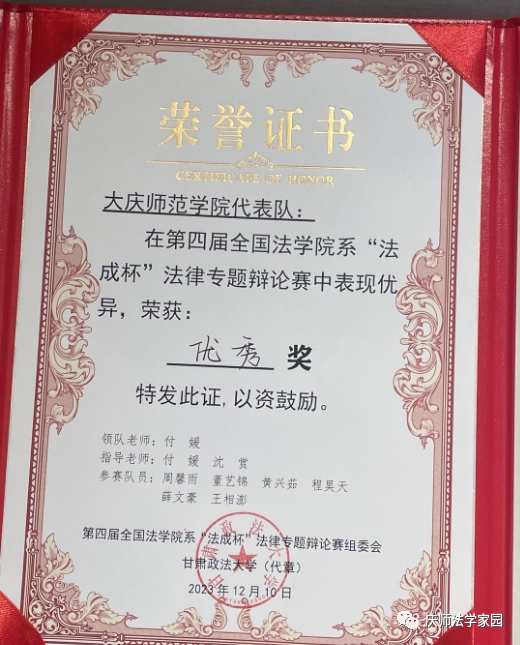 荣誉证书
CERTIFICATE OF HONOR
大庆师范学院代表队：
在第四届全国法学院系“法
成杯”法律专题辩论赛中表现优
异，荣获：
优秀 奖
特发此证，以资鼓励。
领队老师：付 媛
指导老师：付 媛 沈 赏
参赛队员：周馨雨 董艺锦 黄兴茹 程昊天
薛文豪 王相澎
第四届全国法学院系“法成杯”法律专题辩论赛组委会
甘肃政法大学（代章）
2023年12月10日
甘肃政法大学
庆师法学家园